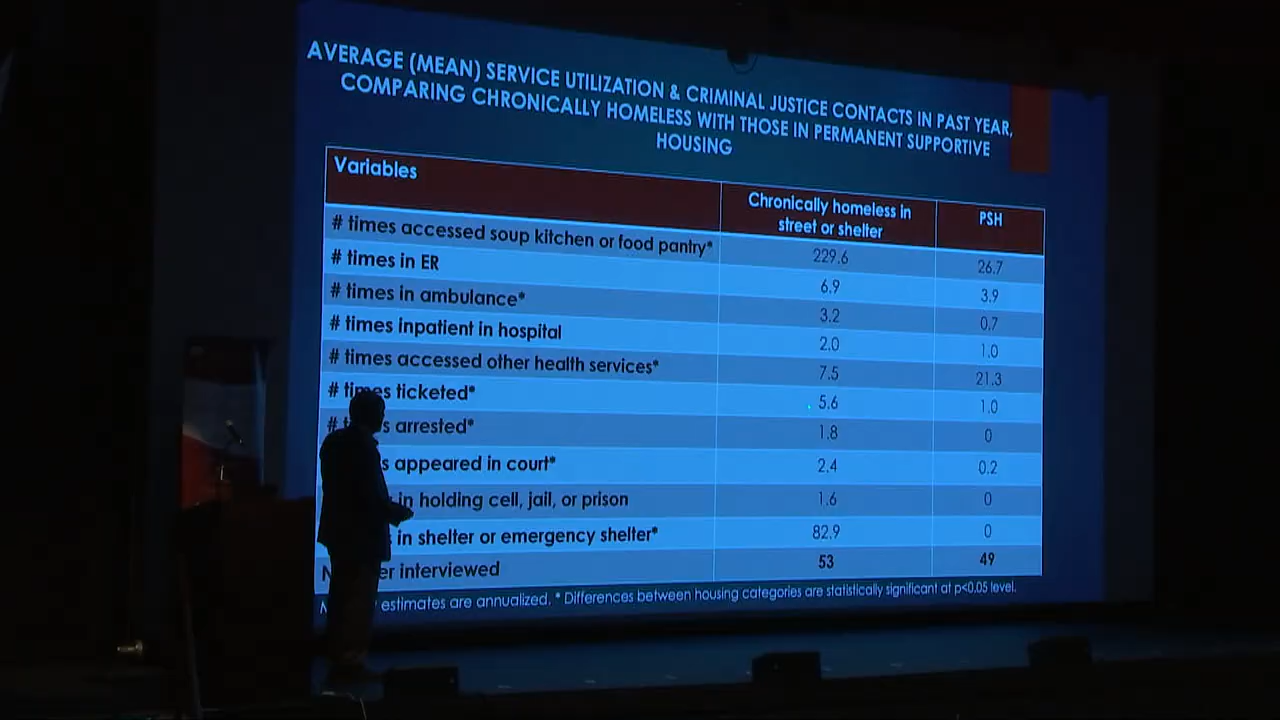 AVERAGE (MEAN) SERVICE UTILIZATION & CRIMINAL JUSTICE CONTACTS IN PAST YEAR,
COMPARING CHRONICALLY HOMELESS WITH THOSE IN PERMANENT SUPPORTIVE
HOUSING
Variables Chronically homeless in street or shelter PSH
# times accessed soup kitchen or food pantry* 229.6 26.7
# times in ER 6.9 3.9
# times in ambulance* 3.2 0.7
# times inpatient in hospital 2.0 1.0
# times accessed other health services* 7.5 21.3
# times ticketed* 5.6 1.0
# arrested* 1.8 0
appeared in court* 2.4 0.2
in holding cell, jail, or prison 1.6 0
in shelter or emergency shelter* 82.9 0
interviewed 53 49
estimates are annualized. * Differences between housing categories are statistically significant at p<0.05 level.